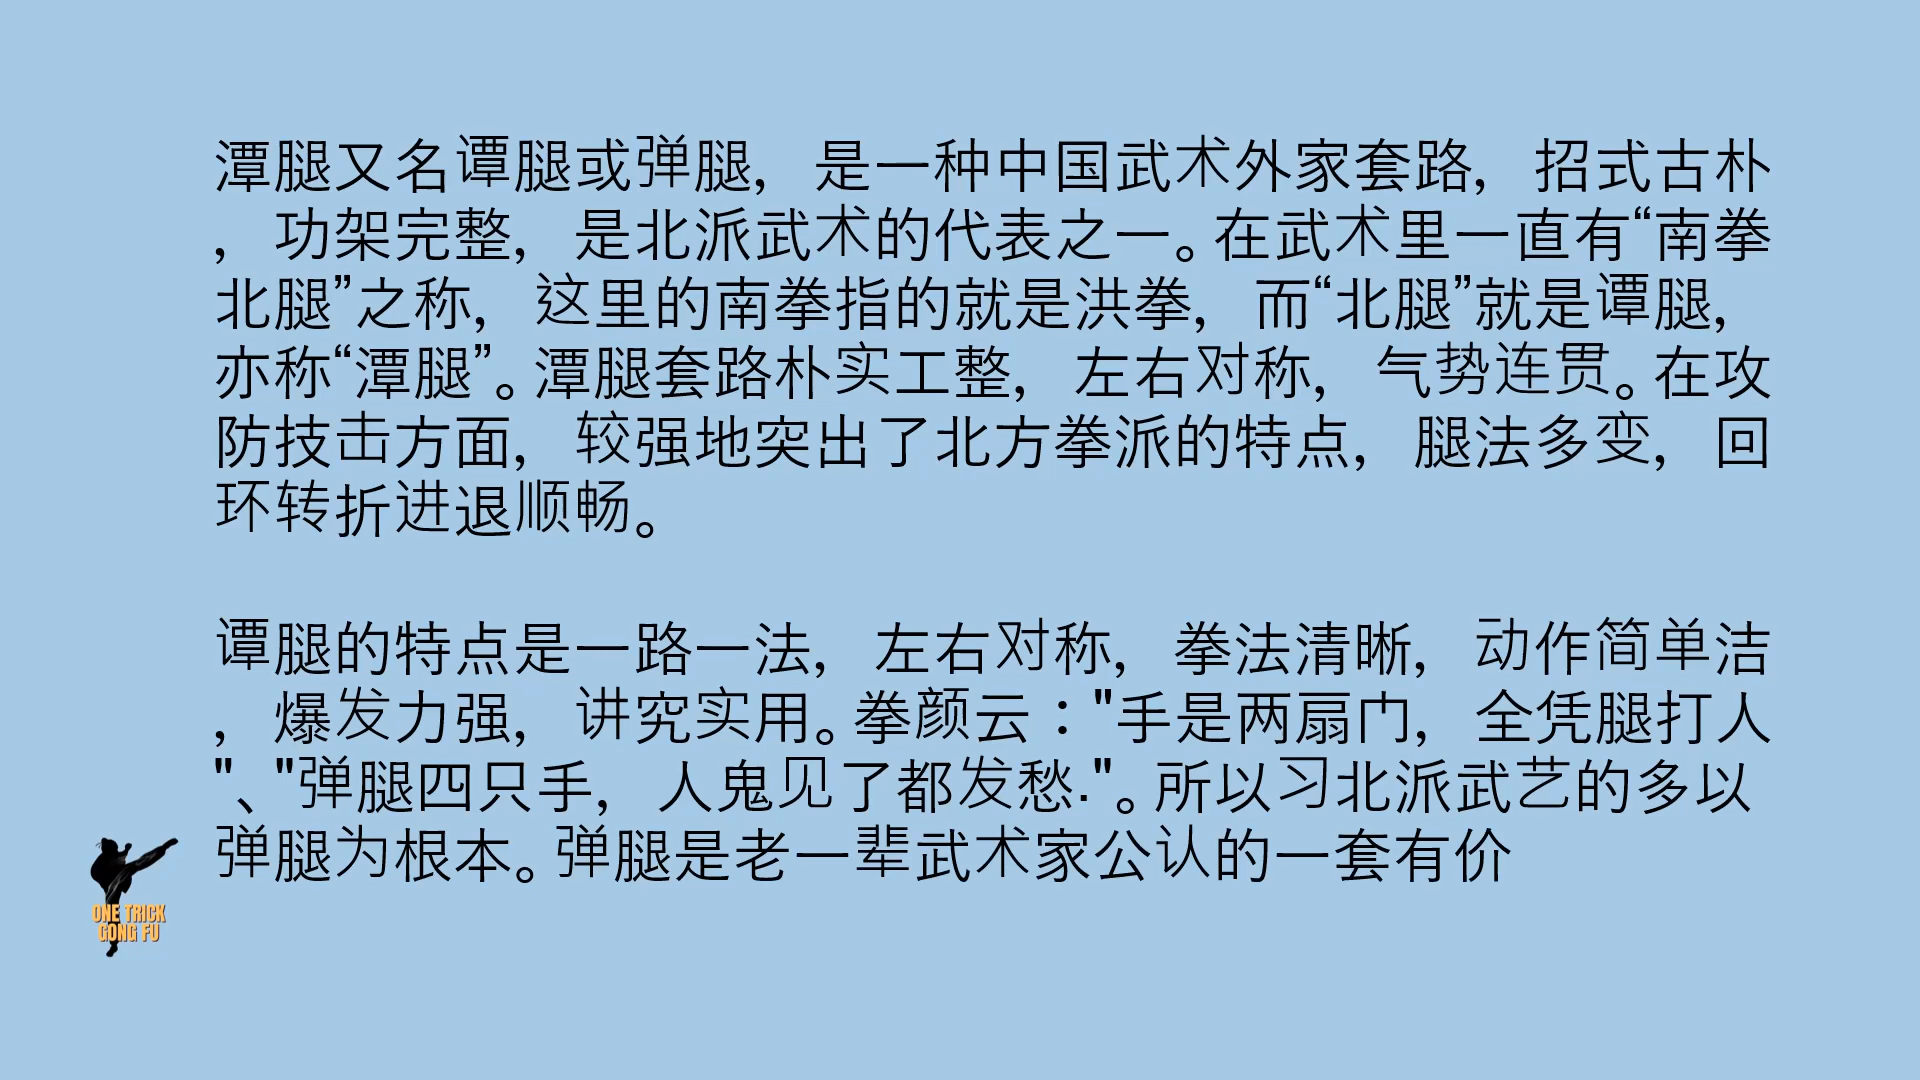 潭腿又名谭腿或弹腿，是一种中国武术外家套路，招式古朴
，功架完整，是北派武术的代表之一。在武术里一直有“南拳
北腿”之称，这里的南拳指的就是洪拳，而“北腿”就是谭腿，
亦称“潭腿”。潭腿套路朴实工整，左右对称，气势连贯。在攻
防技击方面，较强地突出了北方拳派的特点，腿法多变，回
环转折进退顺畅。
谭腿的特点是一路一法，左右对称，拳法清晰，动作简单洁
，爆发力强，讲究实用。拳颜云："手是两扇门，全凭腿打人
"、"弹腿四只手，人鬼见了都发愁."。所以习北派武艺的多以
弹腿为根本。弹腿是老一辈武术家公认的一套有价
ONE TRICK
GONG FU